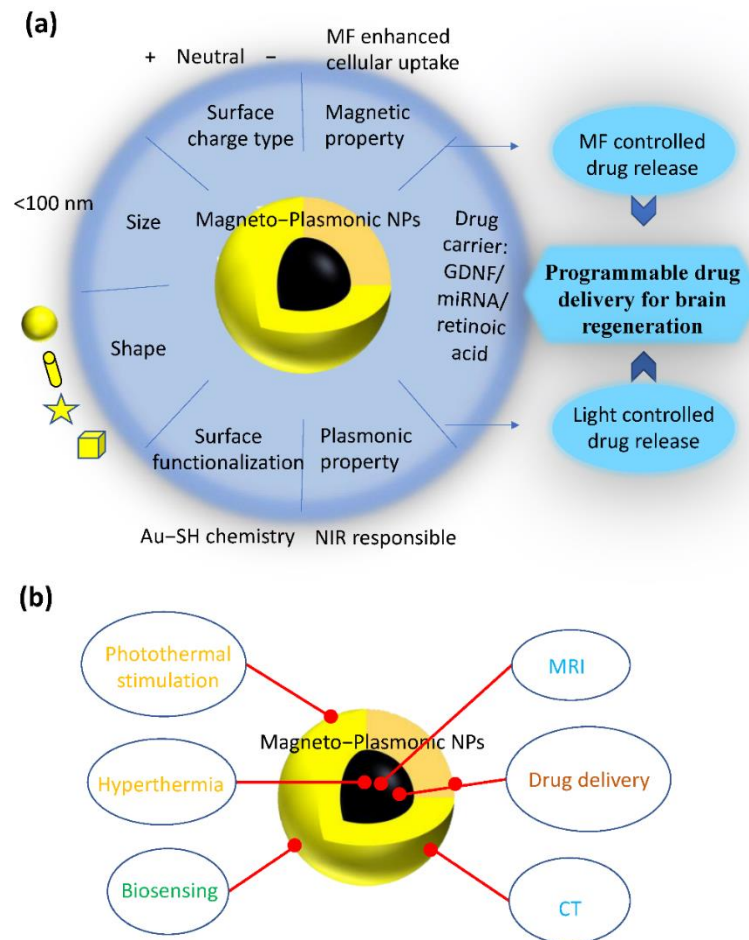 (a)
+ Neutral −
MF enhanced
cellular uptake
Surface
charge type
Magnetic
property
MF controlled
drug release
<100 nm
Size
Magneto−Plasmonic NPs
Drug
carrier:
GDNF/
miRNA/
retinoic
acid
Programmable drug
delivery for brain
regeneration
Shape
Surface
functionalization
Plasmonic
property
Light controlled
drug release
Au−SH chemistry
NIR responsible
(b)
Photothermal
stimulation
MRI
Magneto−Plasmonic NPs
Hyperthermia
Drug delivery
Biosensing
CT